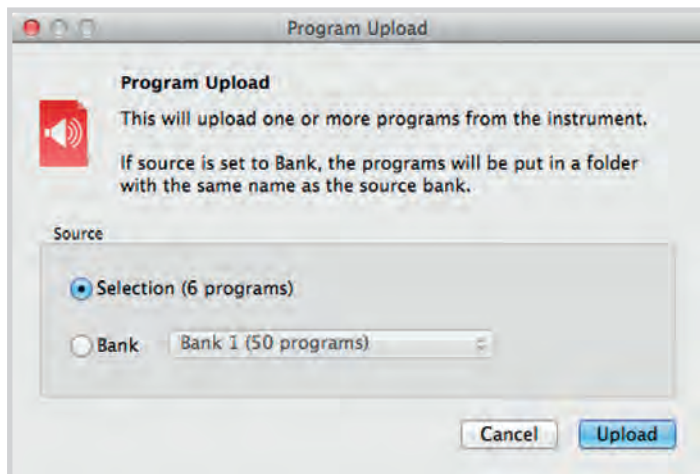 Program Upload
Program Upload
This will upload one or more programs from the instrument.
If source is set to Bank, the programs will be put in a folder
with the same name as the source bank.
Source
Selection (6 programs)
Bank Bank 1 (50 programs)
Cancel Upload